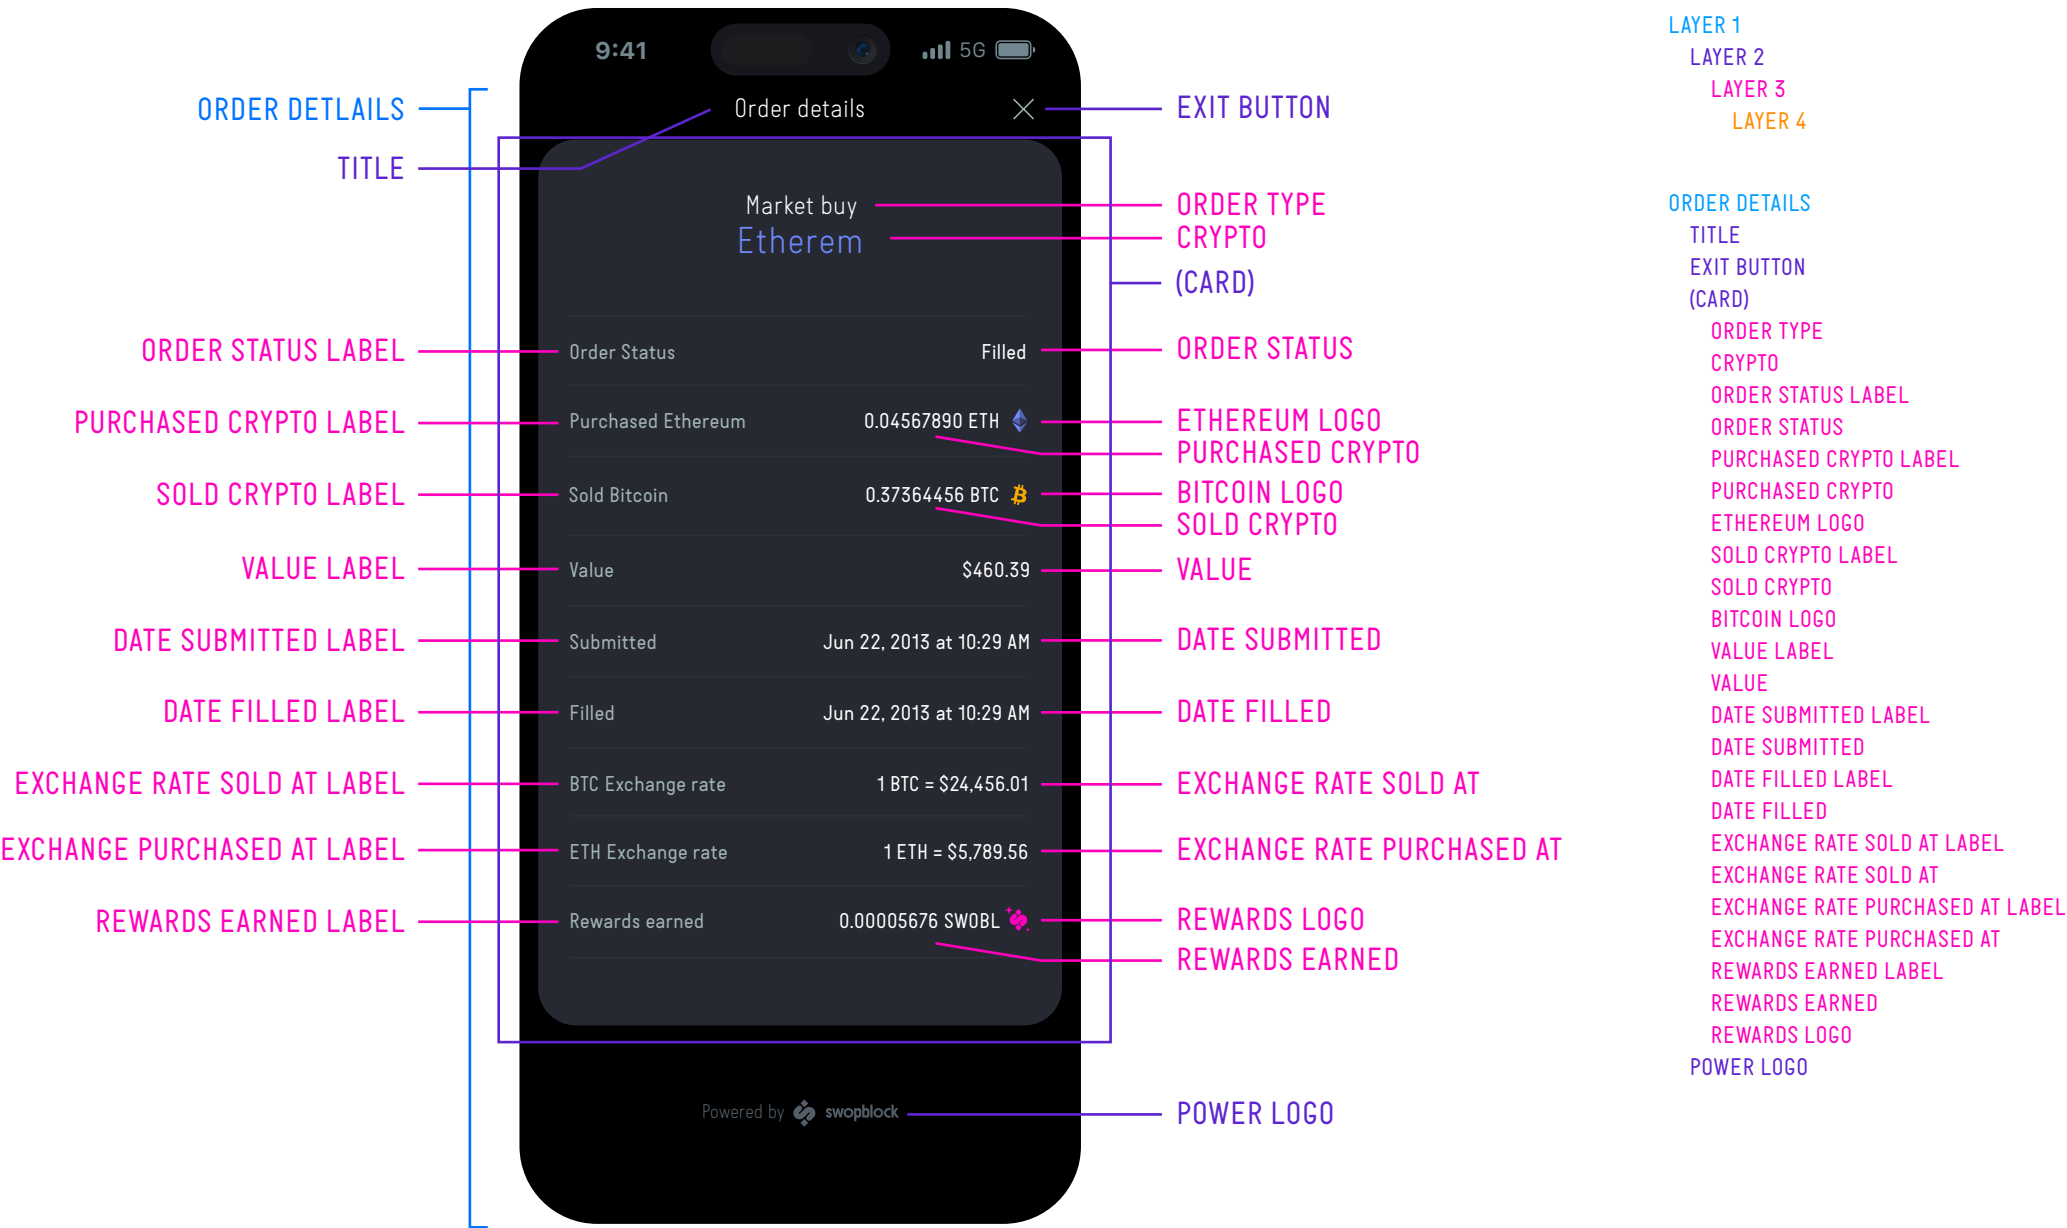 9:41
5G
ORDER DETLAILS
Order details
EXIT BUTTON
TITLE
Market buy
ORDER TYPE
Etherem
CRYPTO
(CARD)
ORDER STATUS LABEL
Order Status
Filled
ORDER STATUS
PURCHASED CRYPTO LABEL
Purchased Ethereum
0.04567890 ETH
ETHEREUM LOGO
PURCHASED CRYPTO
SOLD CRYPTO LABEL
Sold Bitcoin
0.37364456 BTC
BITCOIN LOGO
SOLD CRYPTO
VALUE LABEL
Value
$460.39
VALUE
DATE SUBMITTED LABEL
Submitted
Jun 22, 2013 at 10:29 AM
DATE SUBMITTED
DATE FILLED LABEL
Filled
Jun 22, 2013 at 10:29 AM
DATE FILLED
EXCHANGE RATE SOLD AT LABEL
BTC Exchange rate
1 BTC = $24,456.01
EXCHANGE RATE SOLD AT
EXCHANGE PURCHASED AT LABEL
ETH Exchange rate
1 ETH = $5,789.56
EXCHANGE RATE PURCHASED AT
REWARDS EARNED LABEL
Rewards earned
0.00005676 SWOBL
REWARDS LOGO
REWARDS EARNED
Powered by swopblock
POWER LOGO
LAYER 1
LAYER 2
LAYER 3
LAYER 4
ORDER DETAILS
TITLE
EXIT BUTTON
(CARD)
ORDER TYPE
CRYPTO
ORDER STATUS LABEL
ORDER STATUS
PURCHASED CRYPTO LABEL
PURCHASED CRYPTO
ETHEREUM LOGO
SOLD CRYPTO LABEL
SOLD CRYPTO
BITCOIN LOGO
VALUE LABEL
VALUE
DATE SUBMITTED LABEL
DATE SUBMITTED
DATE FILLED LABEL
DATE FILLED
EXCHANGE RATE SOLD AT LABEL
EXCHANGE RATE SOLD AT
EXCHANGE RATE PURCHASED AT LABEL
EXCHANGE RATE PURCHASED AT
REWARDS EARNED LABEL
REWARDS EARNED
REWARDS LOGO
POWER LOGO